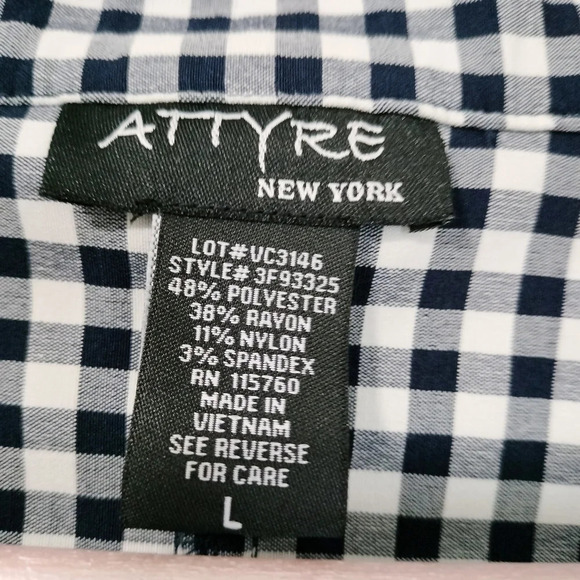 ATTYRE
NEW YORK
LOT# VC3146
STYLE# 3F93325
48% POLYESTER
38% RAYON
11% NYLON
3% SPANDEX
RN 115760
MADE IN
VIETNAM
SEE REVERSE
FOR CARE
L